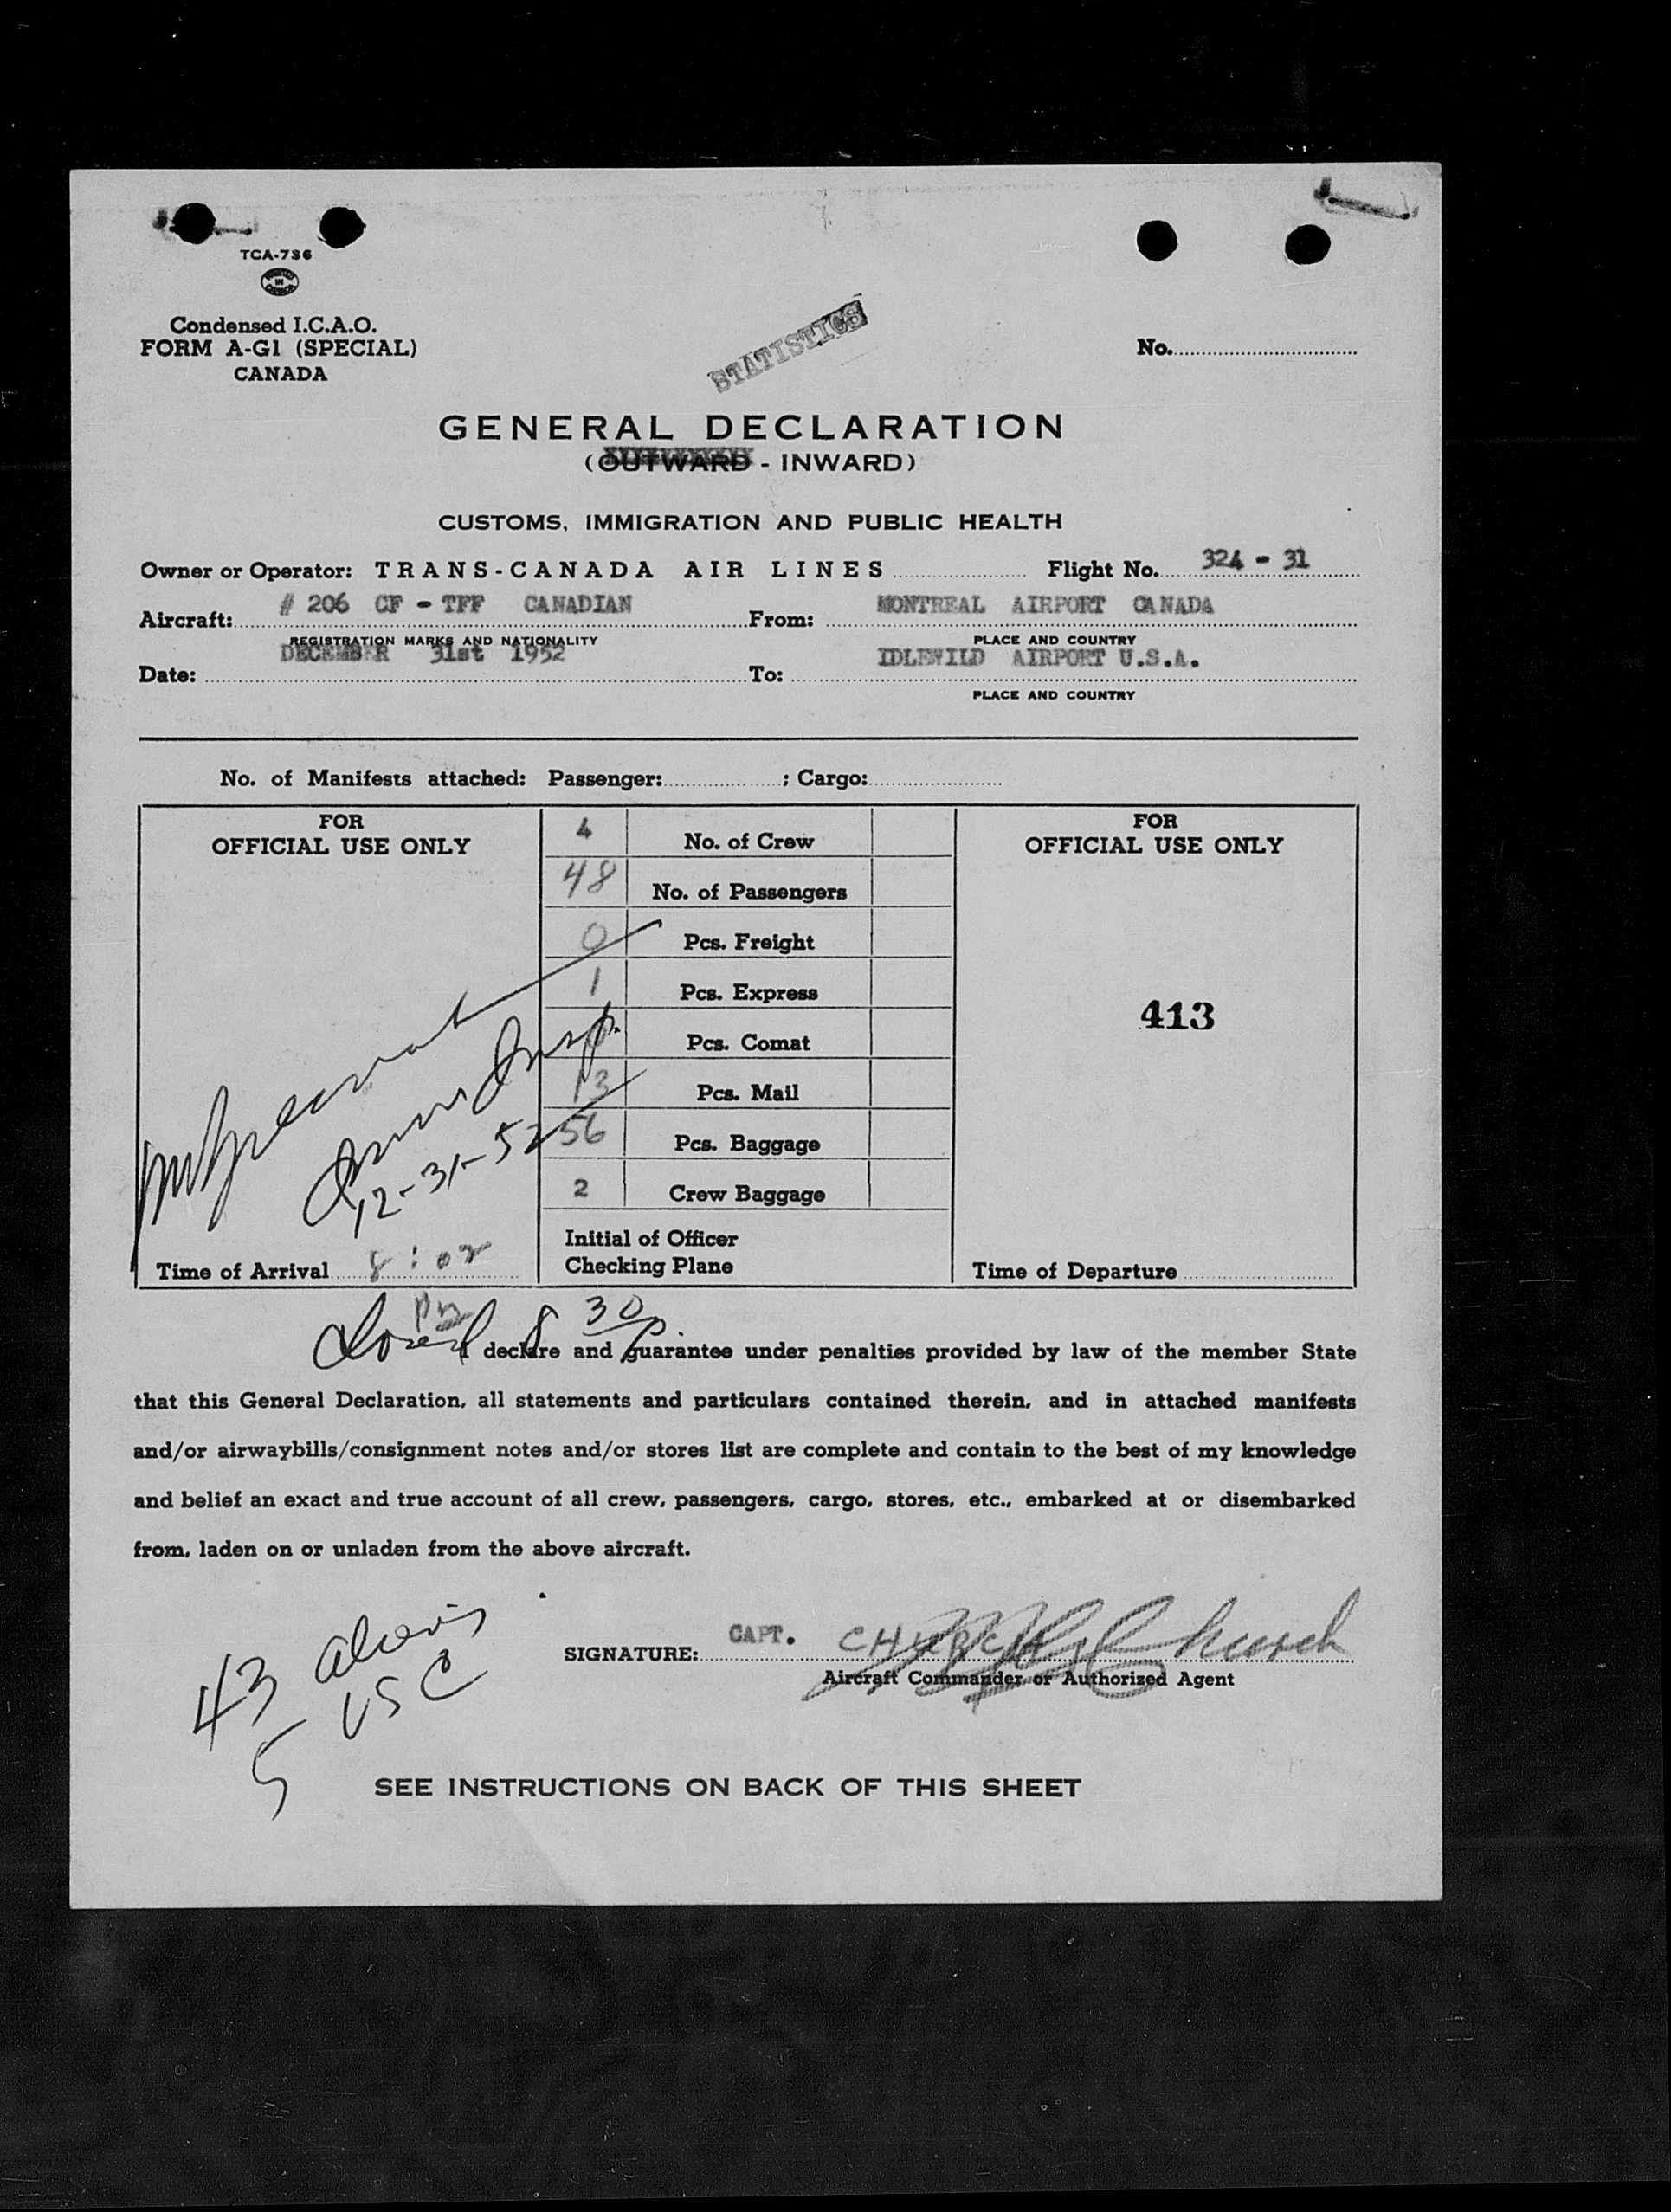 TCA-736
Condensed I.C.A.O.
FORM A-G1 (SPECIAL)
CANADA
STATISTICS
No.
GENERAL DECLARATION
(OUTWARD - INWARD)
CUSTOMS, IMMIGRATION AND PUBLIC HEALTH
Owner or Operator: TRANS-CANADA AIR LINES Flight No. 324 - 31
Aircraft: # 206 CF - TFF CANADIAN From: MONTREAL AIRPORT CANADA
REGISTRATION MARKS AND NATIONALITY PLACE AND COUNTRY
Date: DECEMBER 31st 1952 To: IDLEWILD AIRPORT U.S.A.
PLACE AND COUNTRY
No. of Manifests attached: Passenger: ; Cargo:
FOR
OFFICIAL USE ONLY
4 No. of Crew
48 No. of Passengers
0 Pcs. Freight
1 Pcs. Express
0 Pcs. Comat
13 Pcs. Mail
56 Pcs. Baggage
2 Crew Baggage
Initial of Officer
Checking Plane
Insp.
12-31-52
Time of Arrival 8:02
pm
FOR
OFFICIAL USE ONLY
413
Time of Departure
Closed 8 30 p.
I declare and guarantee under penalties provided by law of the member State
that this General Declaration, all statements and particulars contained therein, and in attached manifests
and/or airwaybills/consignment notes and/or stores list are complete and contain to the best of my knowledge
and belief an exact and true account of all crew, passengers, cargo, stores, etc., embarked at or disembarked
from, laden on or unladen from the above aircraft.
43 aliens
5 USC
SIGNATURE: CAPT. CHURCH Church
Aircraft Commander or Authorized Agent
SEE INSTRUCTIONS ON BACK OF THIS SHEET